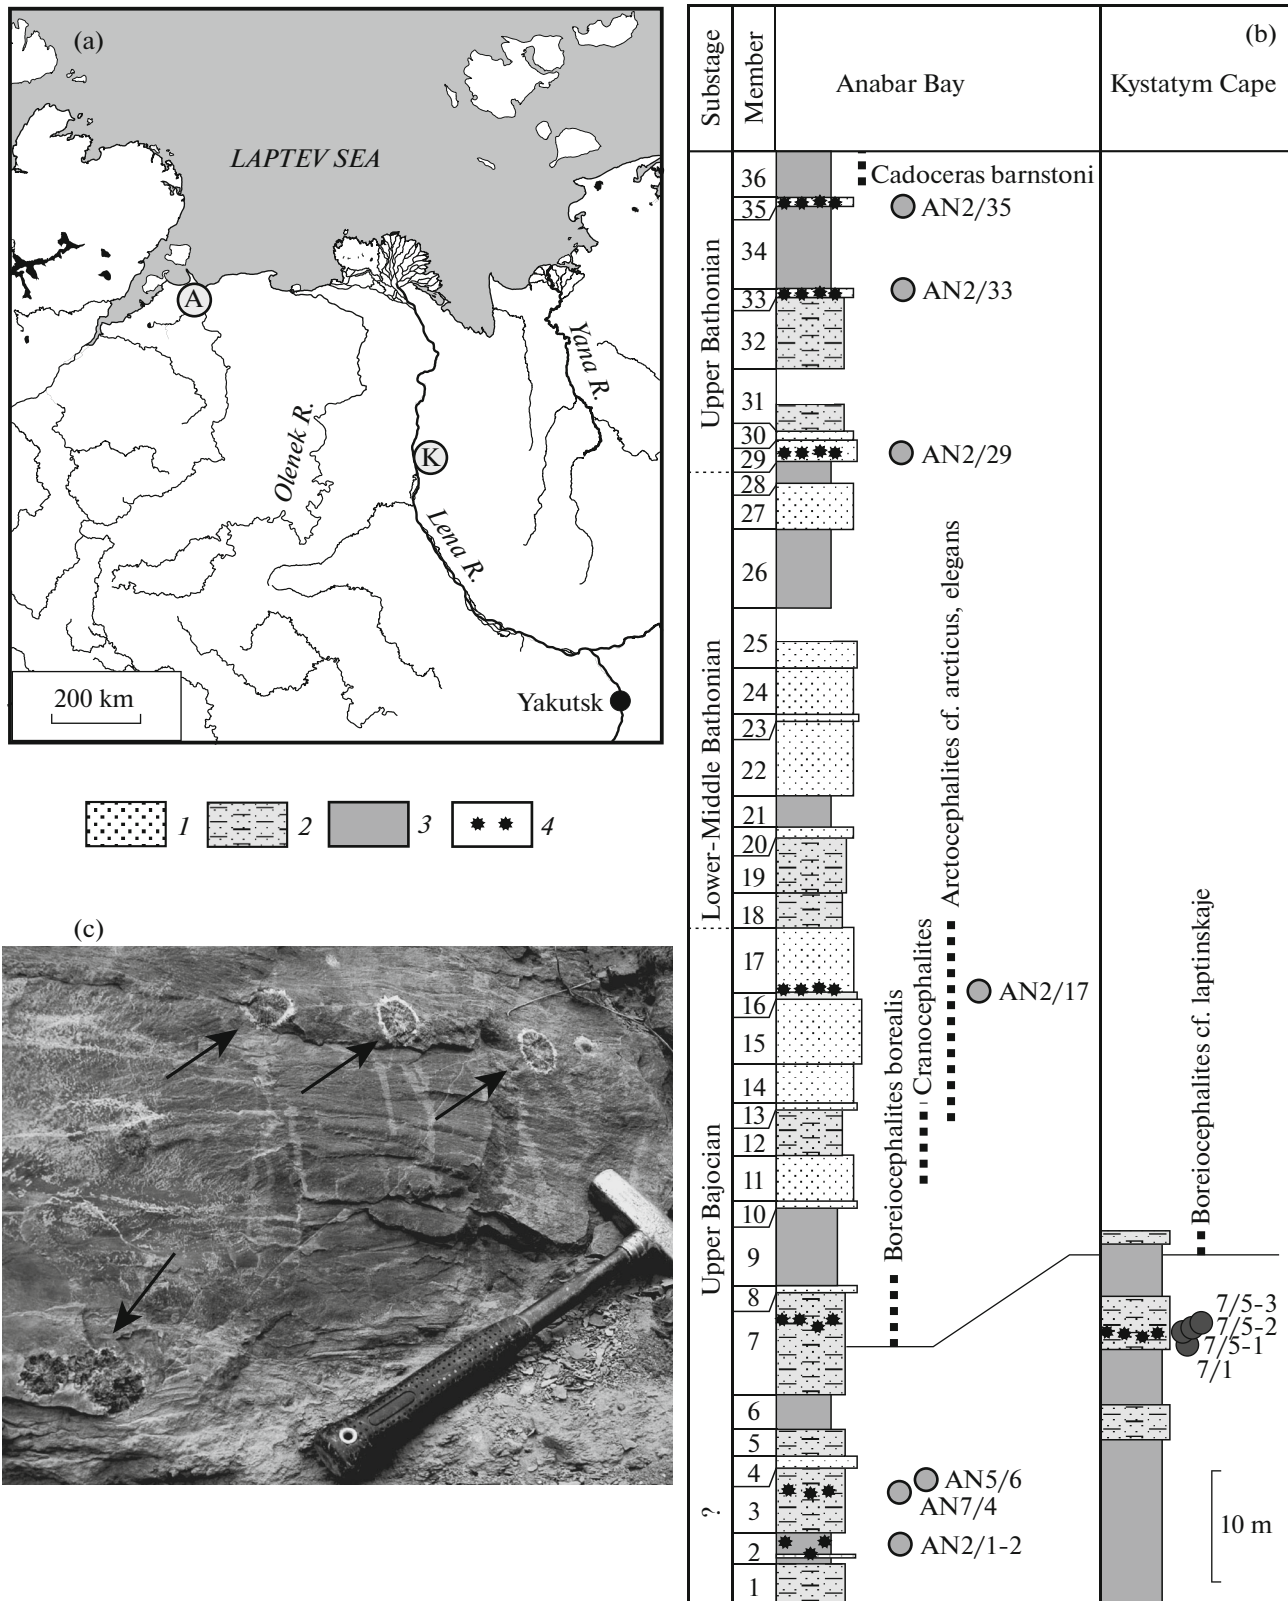 (a)
LAPTEV SEA
A
Yana R.
Olenek R.
K
Lena R.
Yakutsk
200 km
1
2
3
4
(c)
(b)
Substage
Member
Anabar Bay
Kystatym Cape
Upper Bathonian
Lower-Middle Bathonian
Upper Bajocian
?
36
35
34
33
32
31
30
29
28
27
26
25
24
23
22
21
20
19
18
17
16
15
14
13
12
11
10
9
8
7
6
5
4
3
2
1
Cadoceras barnstoni
AN2/35
AN2/33
AN2/29
Arctocephalites cf. arcticus, elegans
AN2/17
Cranocephalites
Boreiocephalites borealis
AN5/6
AN7/4
AN2/1-2
Boreiocephalites cf. laptinskaje
7/5-3
7/5-2
7/5-1
7/1
10 m